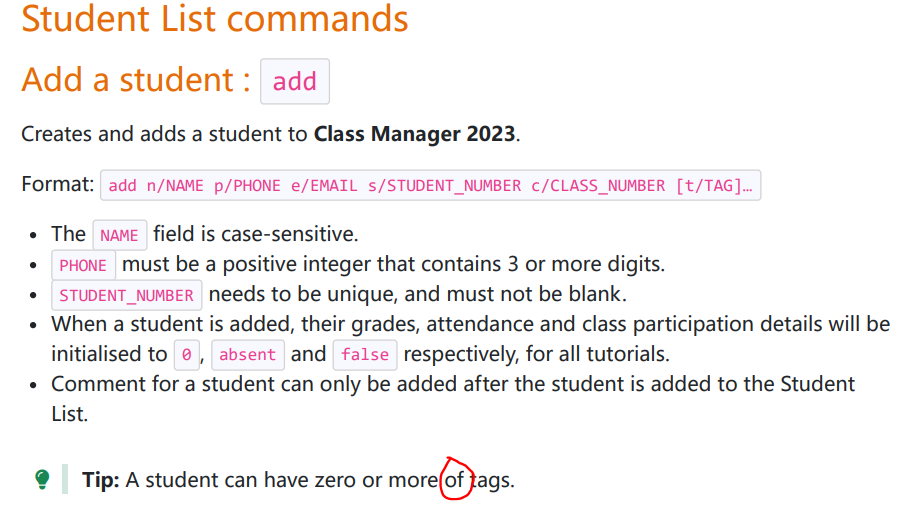 Student List commands
Add a student : add
Creates and adds a student to Class Manager 2023.
Format: add n/NAME p/PHONE e/EMAIL s/STUDENT_NUMBER c/CLASS_NUMBER [t/TAG]…
• The NAME field is case-sensitive.
• PHONE must be a positive integer that contains 3 or more digits.
• STUDENT_NUMBER needs to be unique, and must not be blank.
• When a student is added, their grades, attendance and class participation details will be
initialised to 0, absent and false respectively, for all tutorials.
• Comment for a student can only be added after the student is added to the Student
List.
Tip: A student can have zero or more of tags.